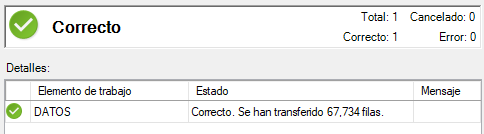 Correcto
Total: 1 Cancelado: 0
Correcto: 1 Error: 0
Detalles:
Elemento de trabajo Estado Mensaje
DATOS Correcto. Se han transferido 67,734 filas.